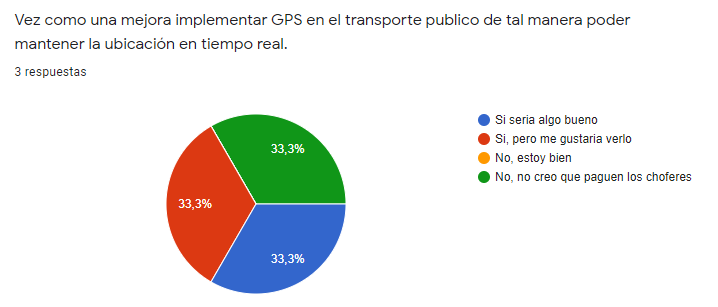 Vez como una mejora implementar GPS en el transporte publico de tal manera poder
mantener la ubicación en tiempo real.
3 respuestas
33,3%
33,3%
33,3%
Si seria algo bueno
Si, pero me gustaria verlo
No, estoy bien
No, no creo que paguen los choferes